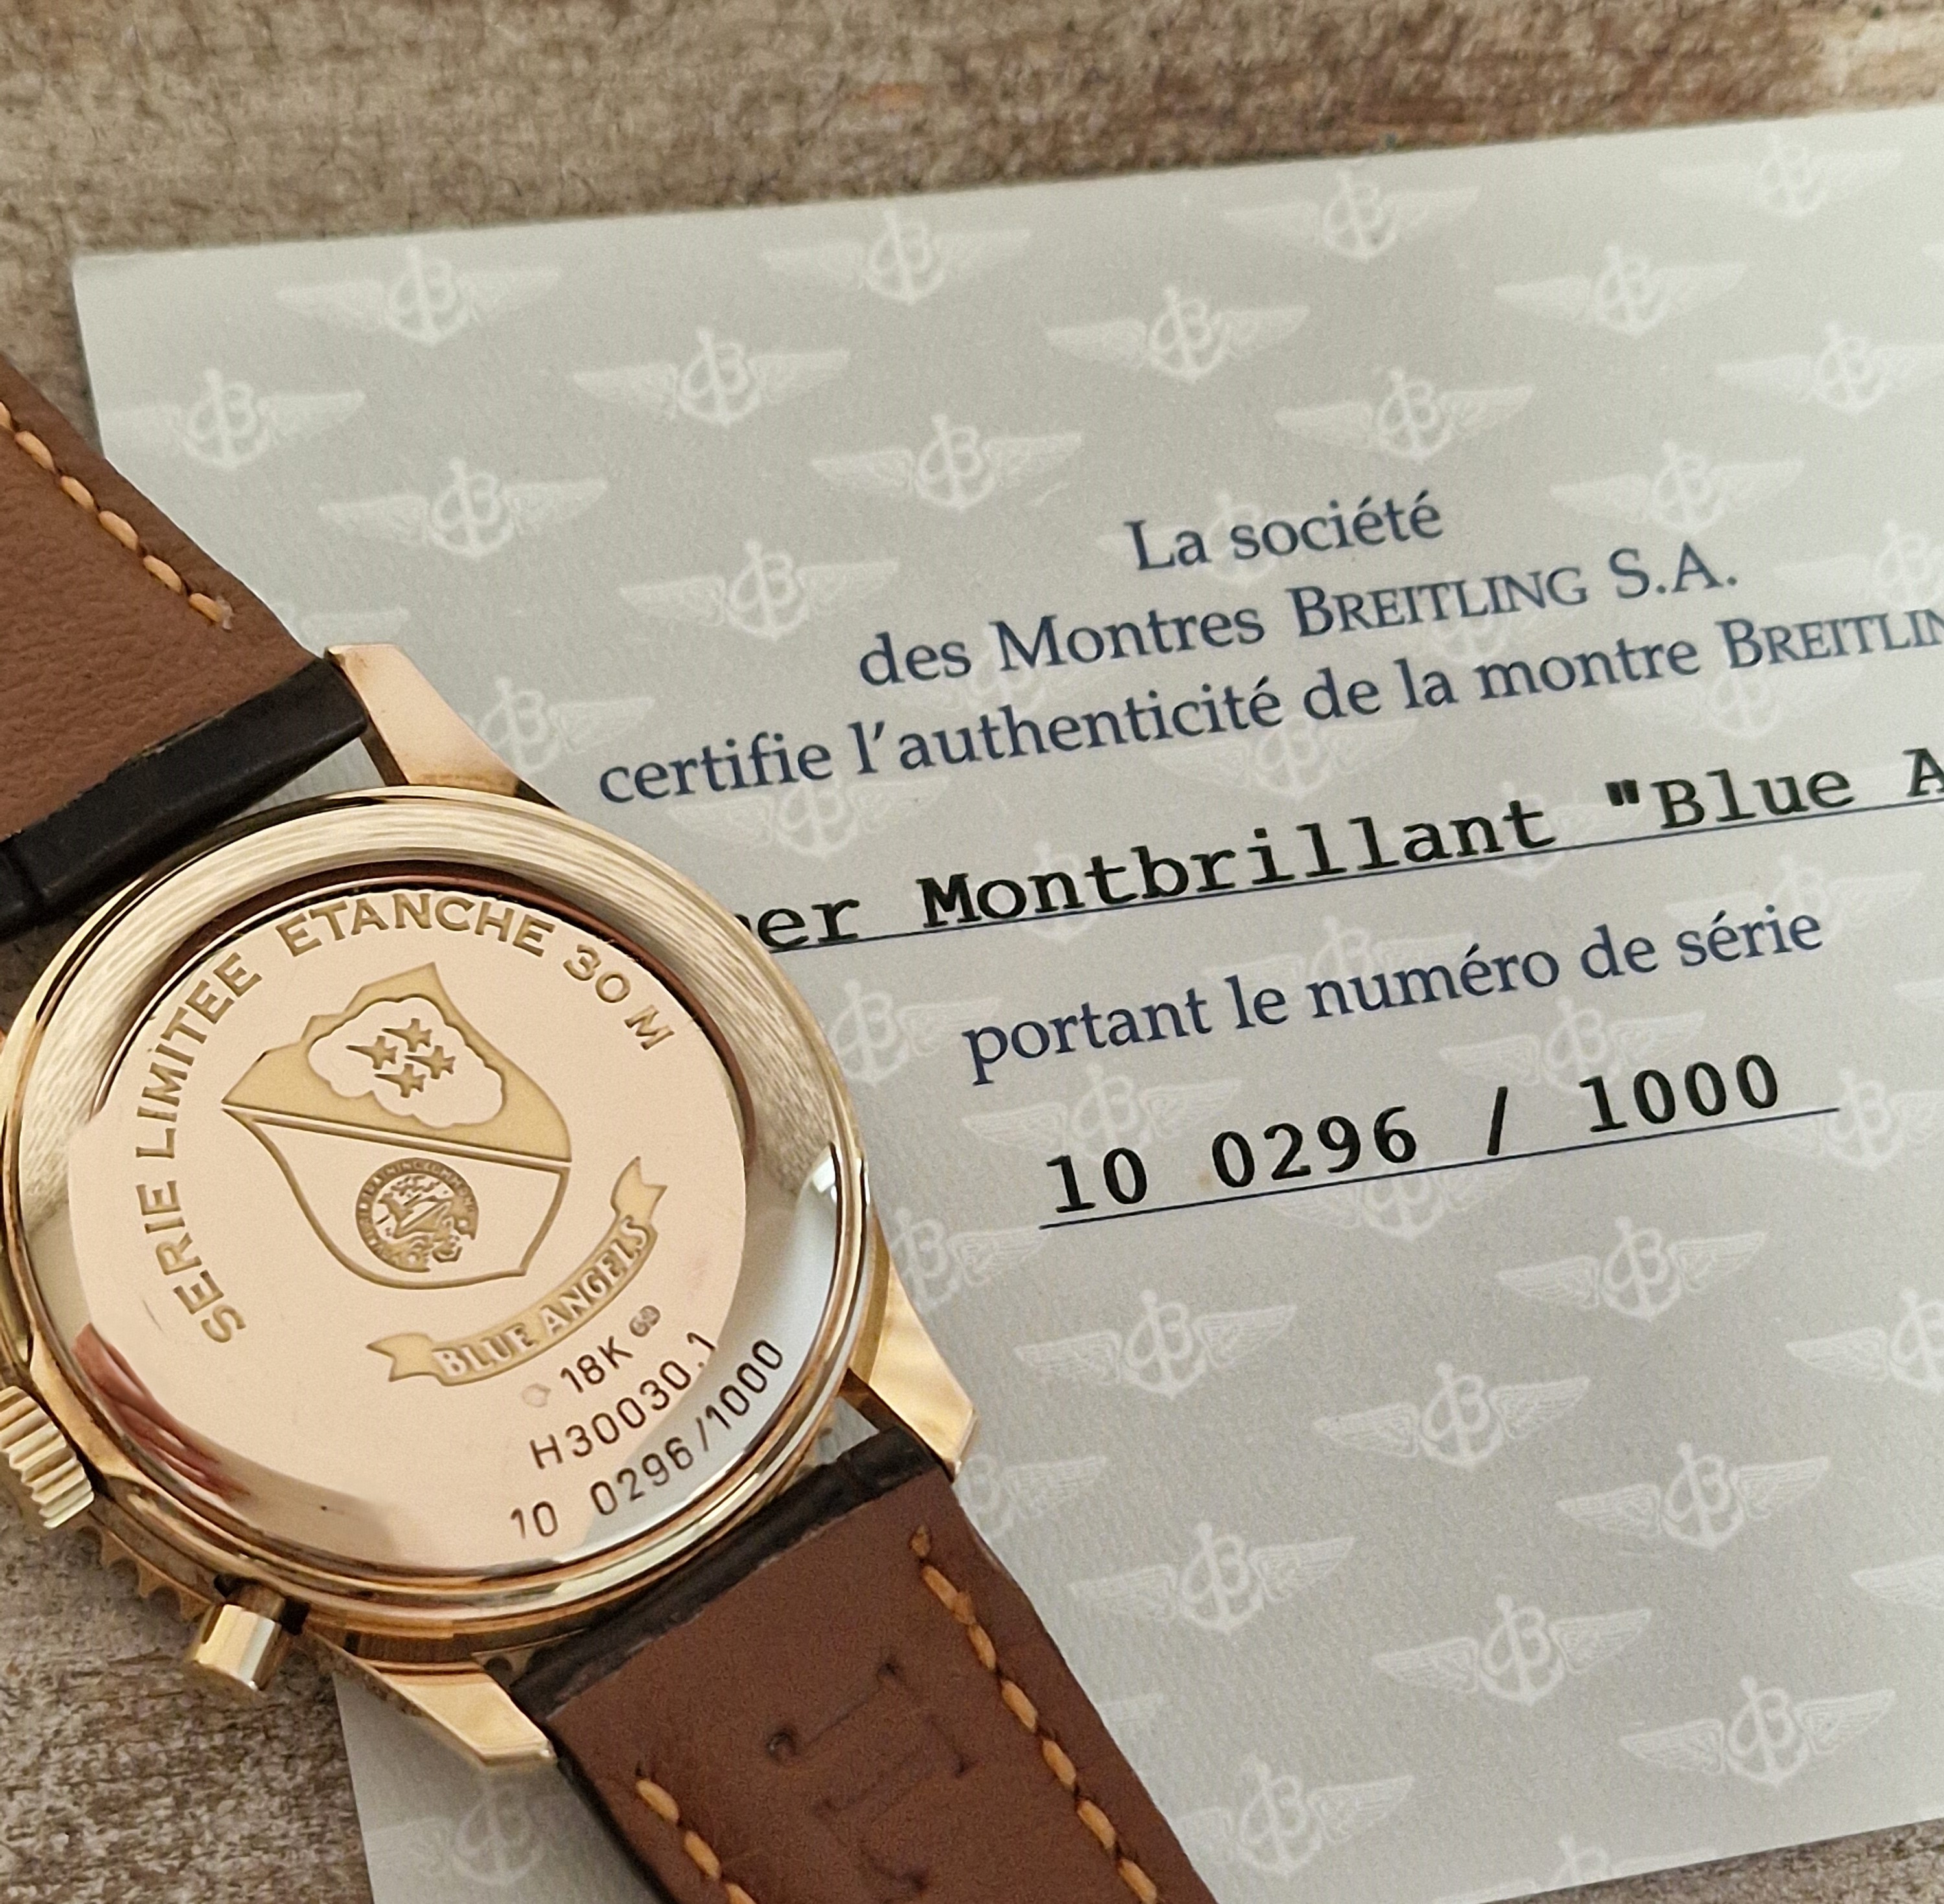 La société
des Montres BREITLING S.A.
certifie l'authenticité de la montre BREITLIN
er Montbrillant "Blue A
portant le numéro de série
10 0296 / 1000
SERIE LIMITEE ETANCHE 30 M
BLUE ANGELS
18K
H30030.1
10 0296/1000